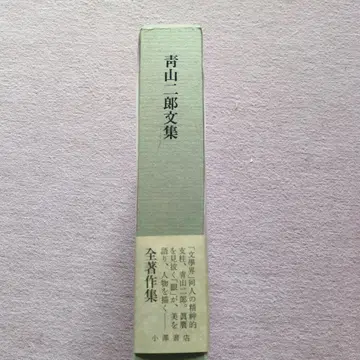 青山二郎文集
「文學界」同人の精神的
支柱、青山二郎。眞贋
を見抜く「眼」が、美を
語り、人物を描く──
全著作集
小澤書店